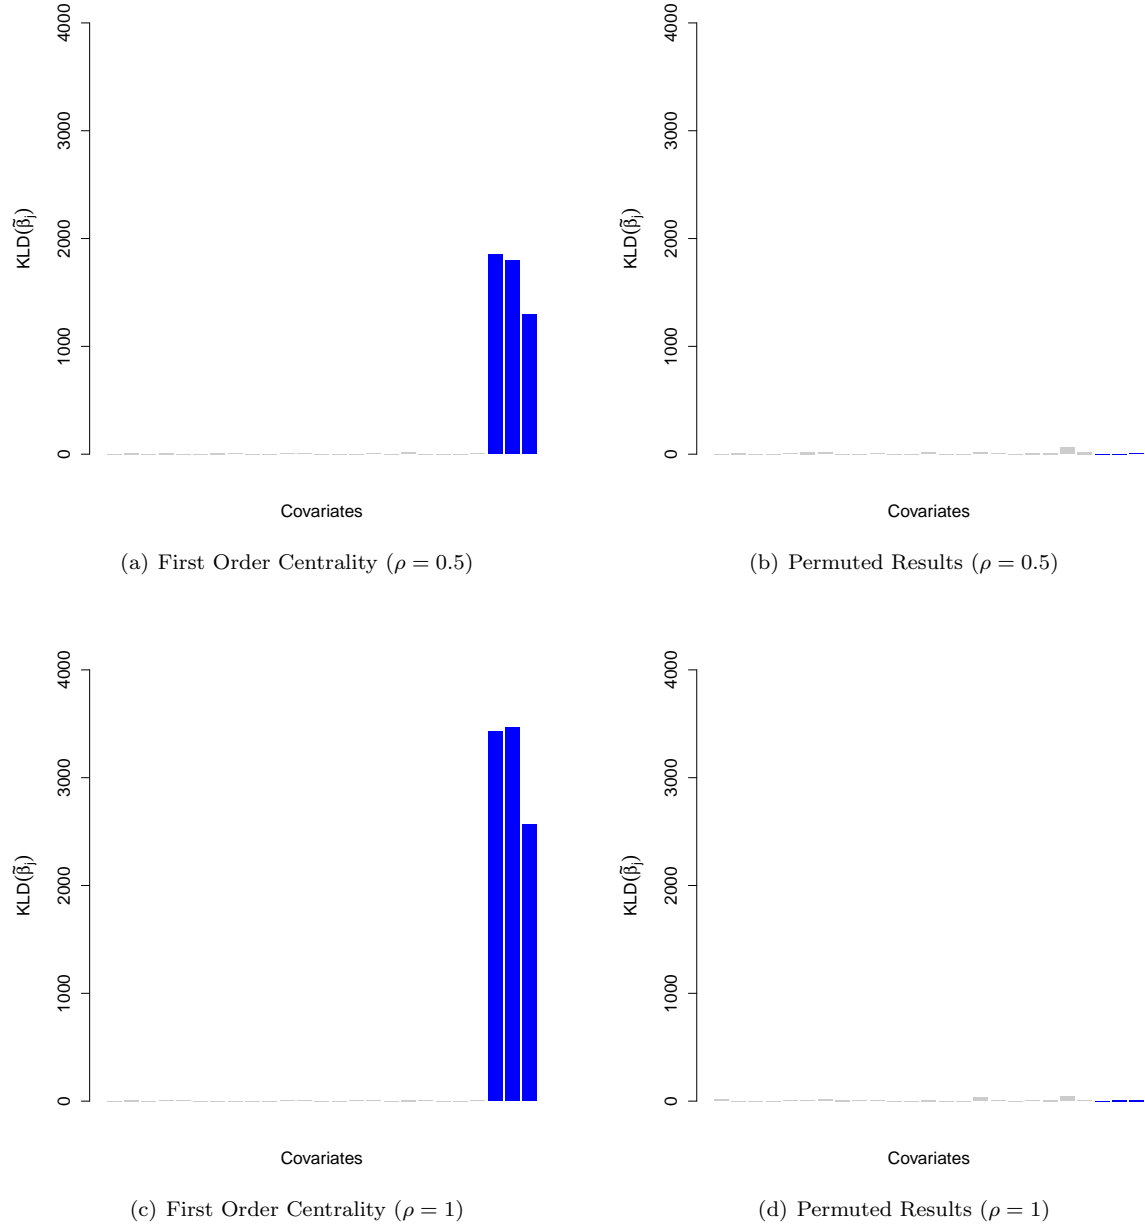 4000
3000
2000
1000
0
KLD(β̃j)
Covariates
(a) First Order Centrality (ρ = 0.5)
4000
3000
2000
1000
0
KLD(β̃j)
Covariates
(b) Permuted Results (ρ = 0.5)
4000
3000
2000
1000
0
KLD(β̃j)
Covariates
(c) First Order Centrality (ρ = 1)
4000
3000
2000
1000
0
KLD(β̃j)
Covariates
(d) Permuted Results (ρ = 1)